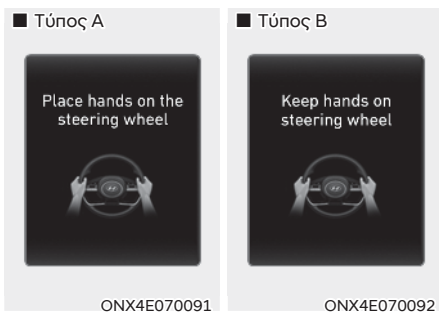 ■ Τύπος A
Place hands on the
steering wheel
ONX4E070091
■ Τύπος B
Keep hands on
steering wheel
ONX4E070092